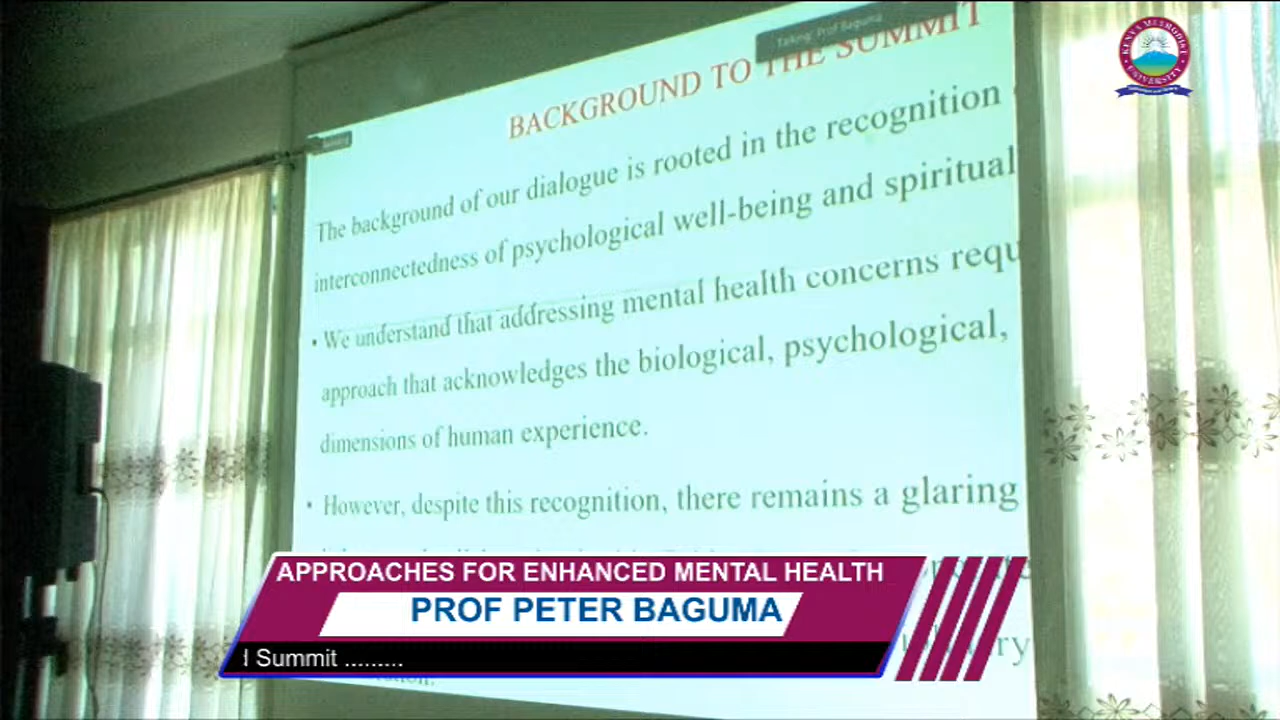 Talking: Prof Baguma
BACKGROUND TO THE SUMMIT
KENYA METHODIST
UNIVERSITY
The background of our dialogue is rooted in the recognition
interconnectedness of psychological well-being and spiritual
• We understand that addressing mental health concerns requ
approach that acknowledges the biological, psychological,
dimensions of human experience.
• However, despite this recognition, there remains a glaring
APPROACHES FOR ENHANCED MENTAL HEALTH
PROF PETER BAGUMA
Summit .........